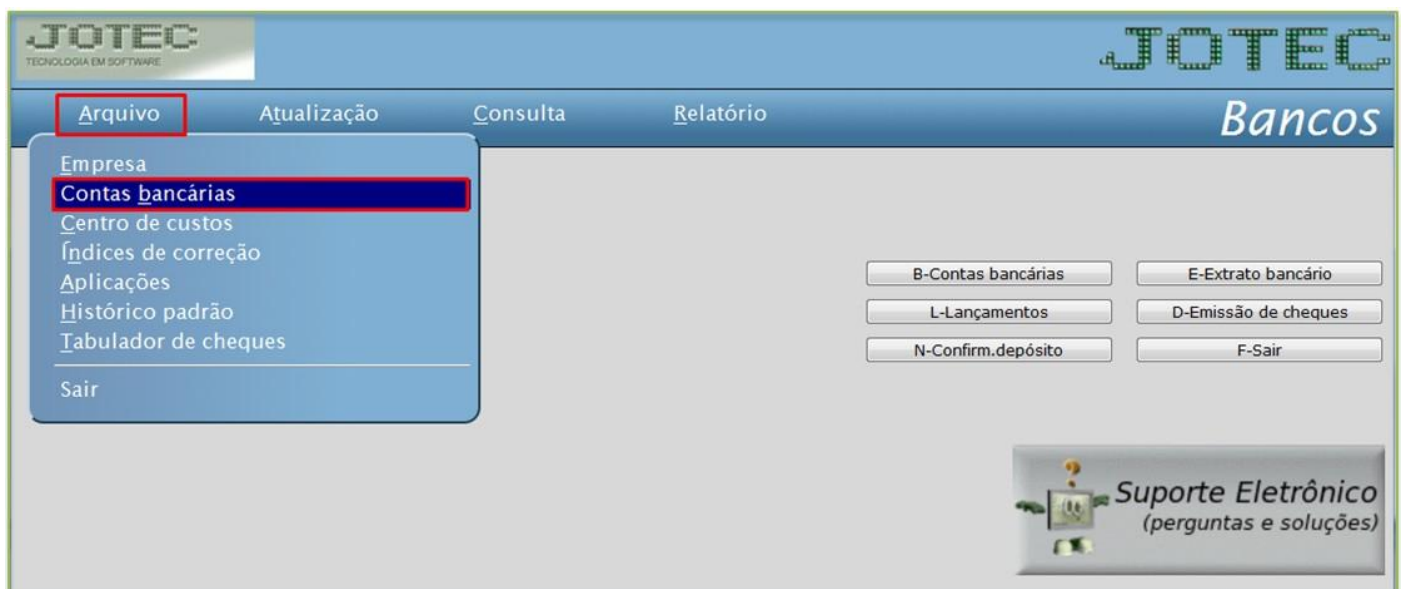 JOTEC
TECNOLOGIA EM SOFTWARE
JOTEC
Arquivo Atualização Consulta Relatório Bancos
Empresa
Contas bancárias
Centro de custos
Índices de correção
Aplicações
Histórico padrão
Tabulador de cheques
Sair
B-Contas bancárias E-Extrato bancário
L-Lançamentos D-Emissão de cheques
N-Confirm.depósito F-Sair
Suporte Eletrônico
(perguntas e soluções)